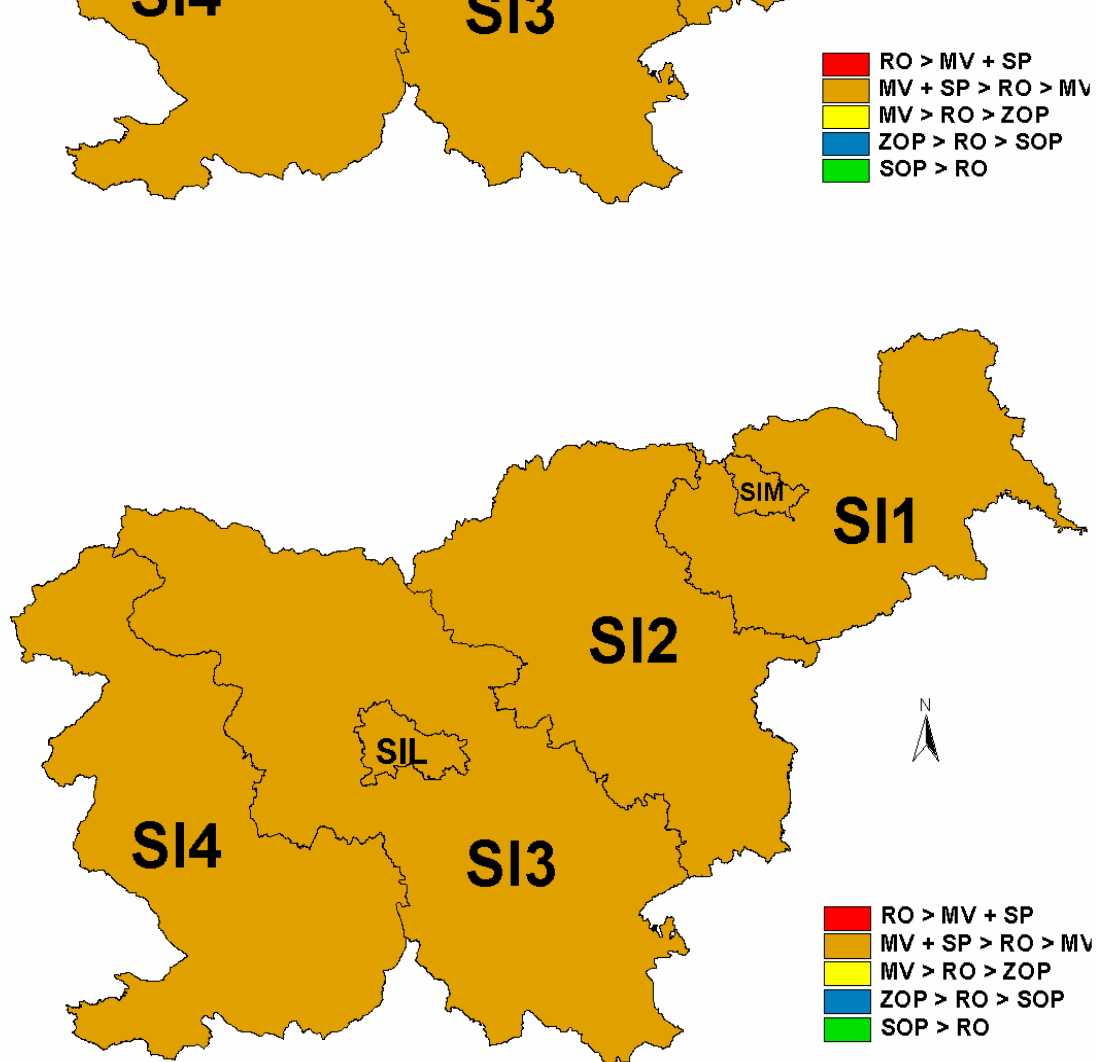 SI4
SI3
RO > MV + SP
MV + SP > RO > MV
MV > RO > ZOP
ZOP > RO > SOP
SOP > RO
SIM
SI1
SI2
N
SIL
SI4
SI3
RO > MV + SP
MV + SP > RO > MV
MV > RO > ZOP
ZOP > RO > SOP
SOP > RO